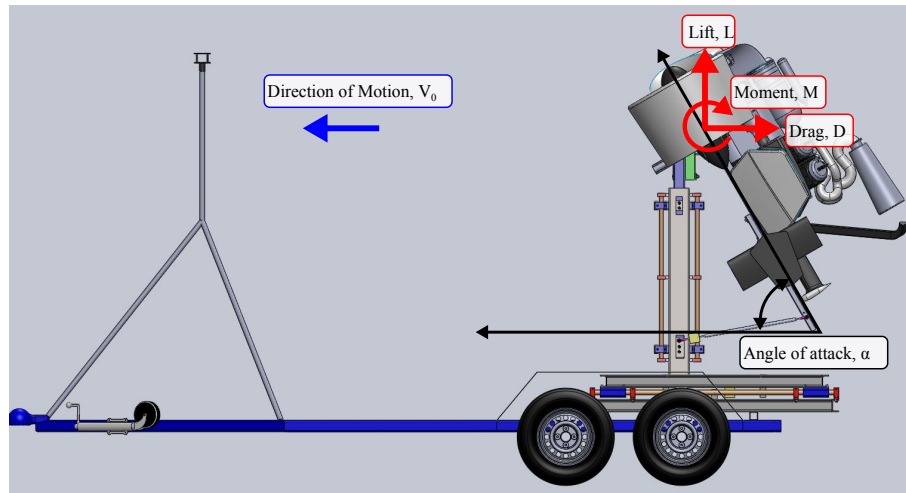 Lift, L
Direction of Motion, V₀
Moment, M
Drag, D
Angle of attack, α